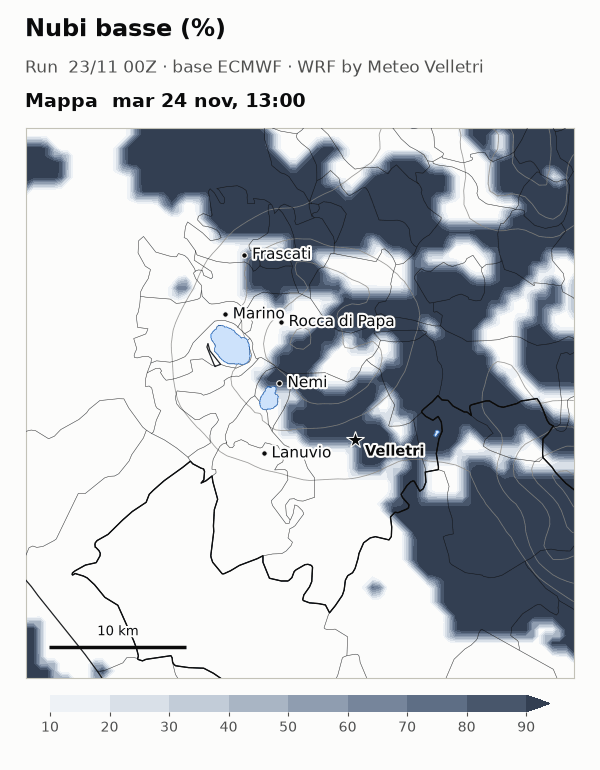 Nubi basse (%)
Run  23/11 00Z · base ECMWF · WRF by Meteo Velletri
Mappa  mar 24 nov, 13:00
Frascati
Marino
Rocca di Papa
Nemi
Velletri
Lanuvio
10 km
10 20 30 40 50 60 70 80 90